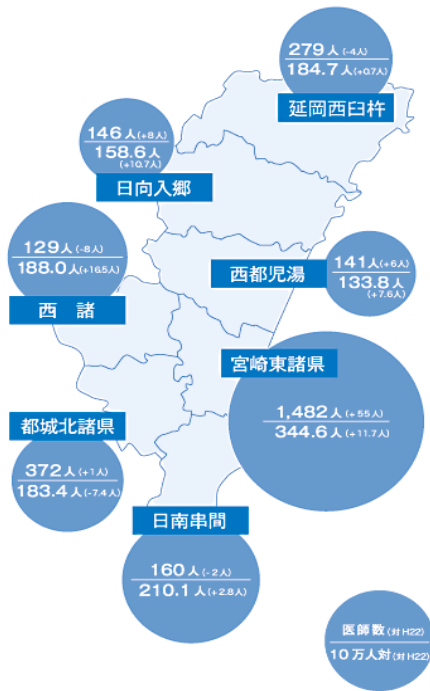 279人(-4人)
184.7人(+0.7人)
延岡西臼杵
146人(+8人)
158.6人
(+10.7人)
日向入郷
129人(-8人)
188.0人(+16.5人)
西 諸
西都児湯
141人(+6人)
133.8人
(+7.6人)
宮崎東諸県
1,482人(+55人)
344.6人(+11.7人)
都城北諸県
372人(+1人)
183.4人(-7.4人)
日南串間
160人(-2人)
210.1人(+2.8人)
医師数(対H22)
10万人対(対H22)